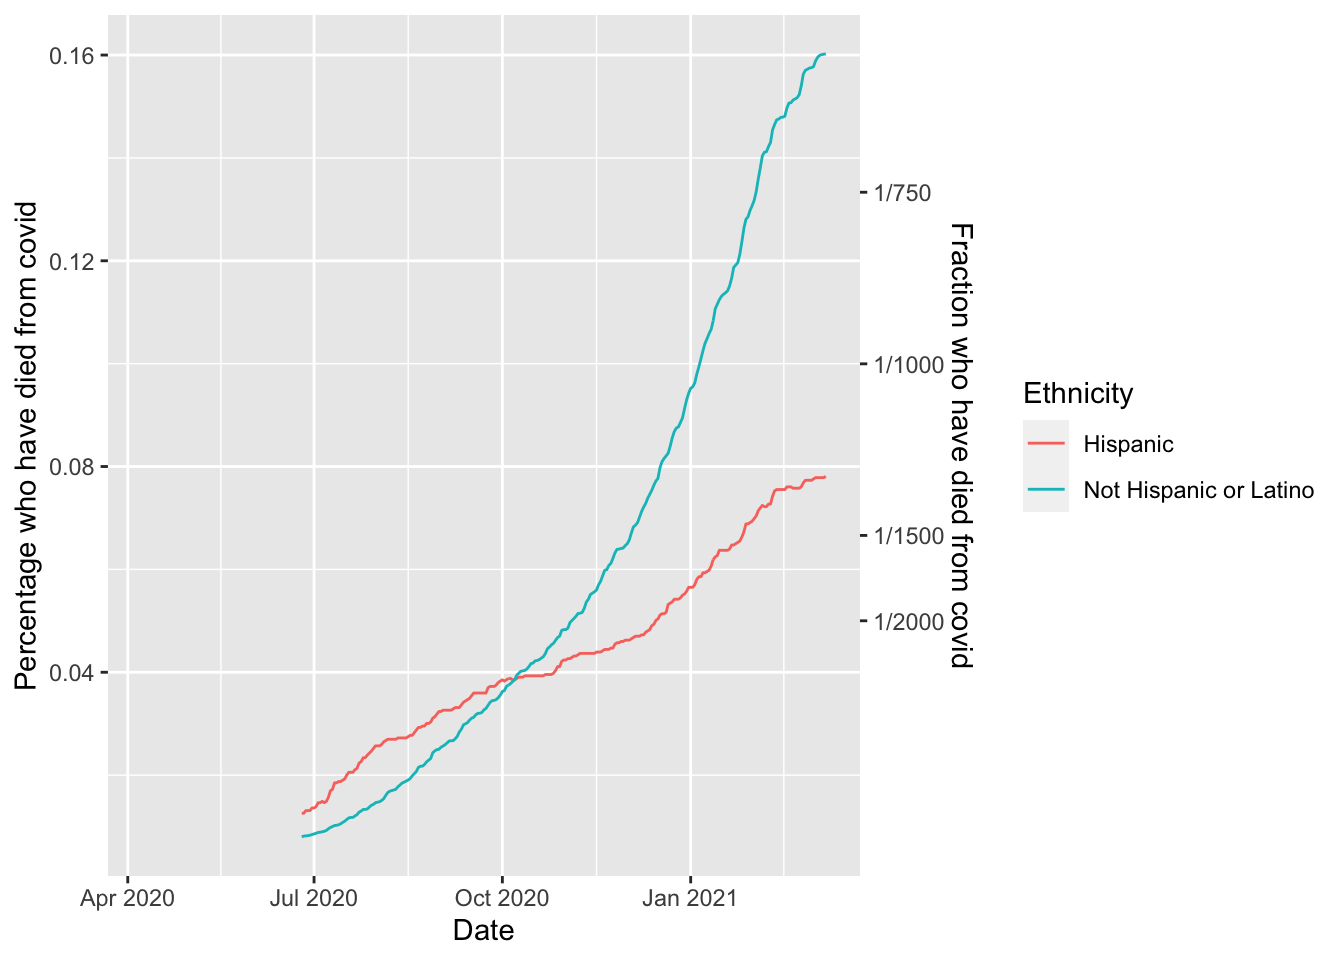 Percentage who have died from covid
0.16
0.12
0.08
0.04
Apr 2020
Jul 2020
Oct 2020
Jan 2021
Date
1/750
1/1000
1/1500
1/2000
Fraction who have died from covid
Ethnicity
Hispanic
Not Hispanic or Latino